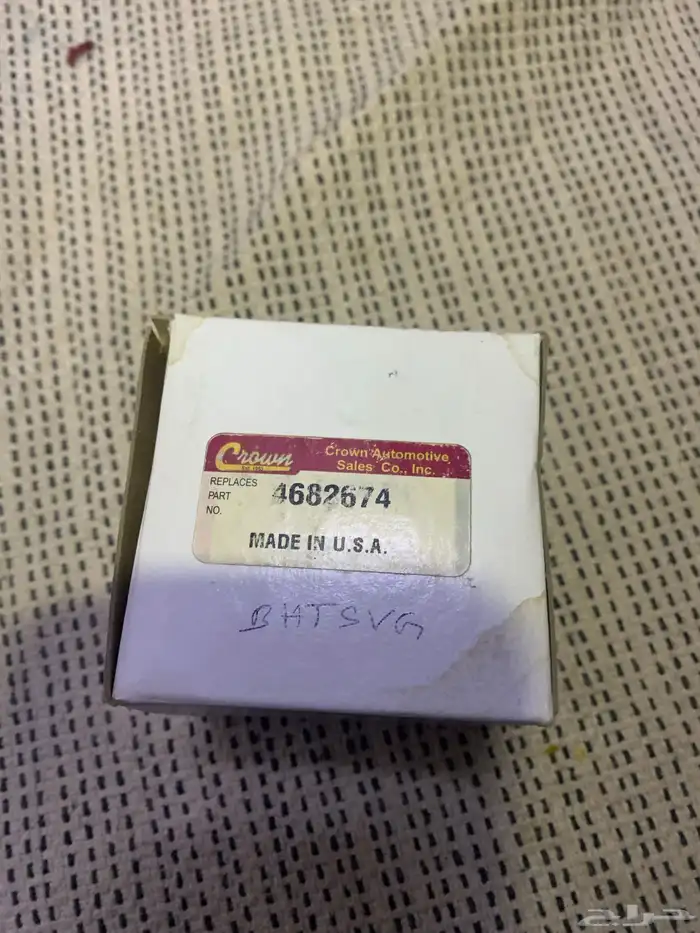 Crown
Crown Automotive
Sales Co., Inc.
REPLACES
PART
NO.
4682674
MADE IN U.S.A.
BHTSVG
حراج